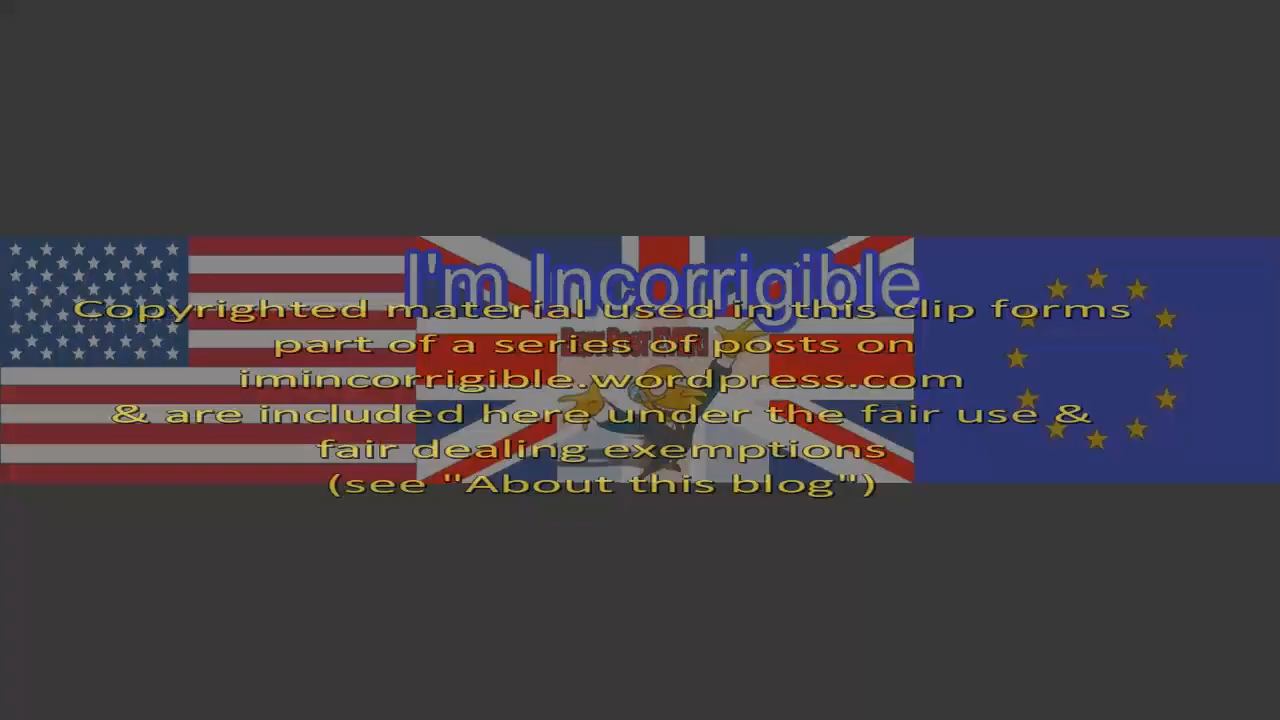 I'm Incorrigible
Copyrighted material used in this clip forms
part of a series of posts on
imincorrigible.wordpress.com
& are included here under the fair use &
fair dealing exemptions
(see "About this blog")